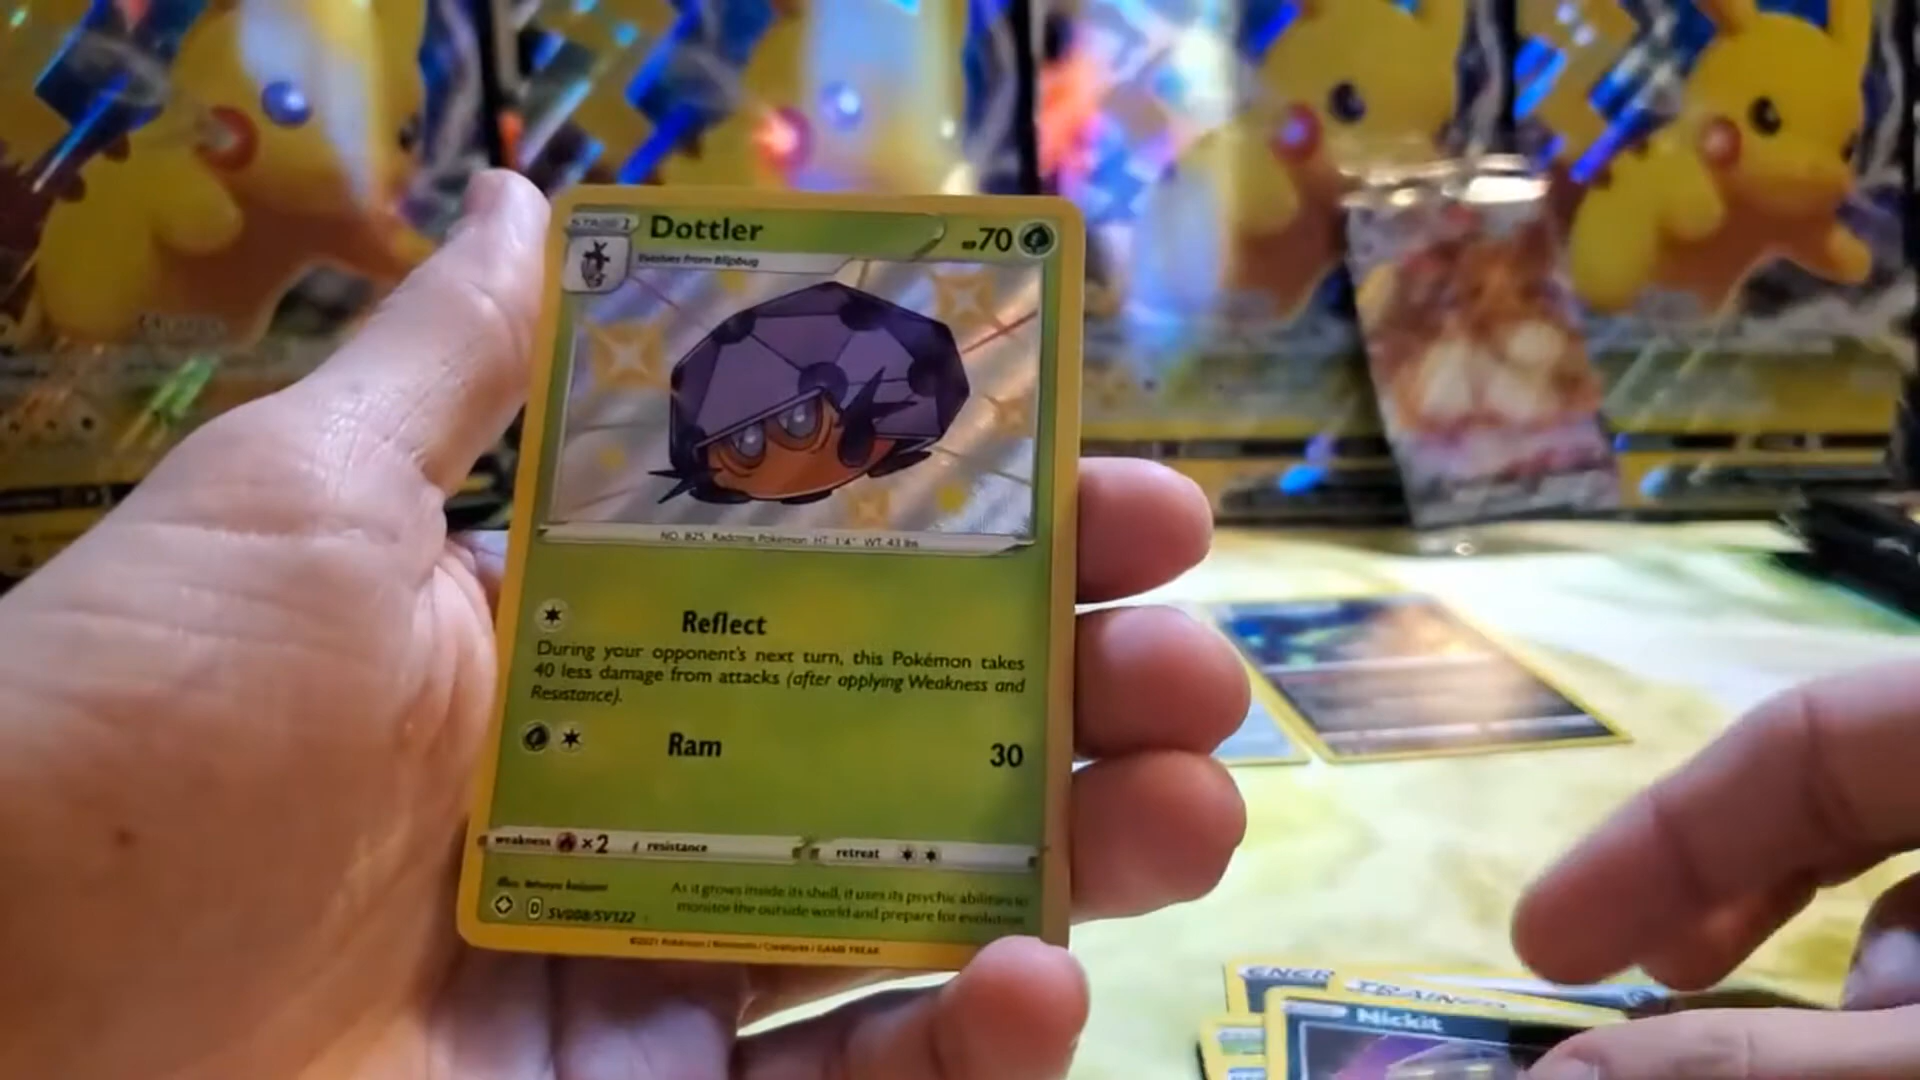 STAGE 1
Dottler
HP 70
Evolves from Blipbug
NO. 825 Radome Pokémon HT 1'4" WT 43 lbs
Reflect
During your opponent's next turn, this Pokémon takes
40 less damage from attacks (after applying Weakness and
Resistance).
Ram 30
weakness ×2 resistance retreat
As it grows inside its shell, it uses its psychic abilities to
monitor the outside world and prepare for evolution.
D SV008/SV122
©2021 Pokémon / Nintendo / Creatures / GAME FREAK
ENER
TRAINER
Nickit